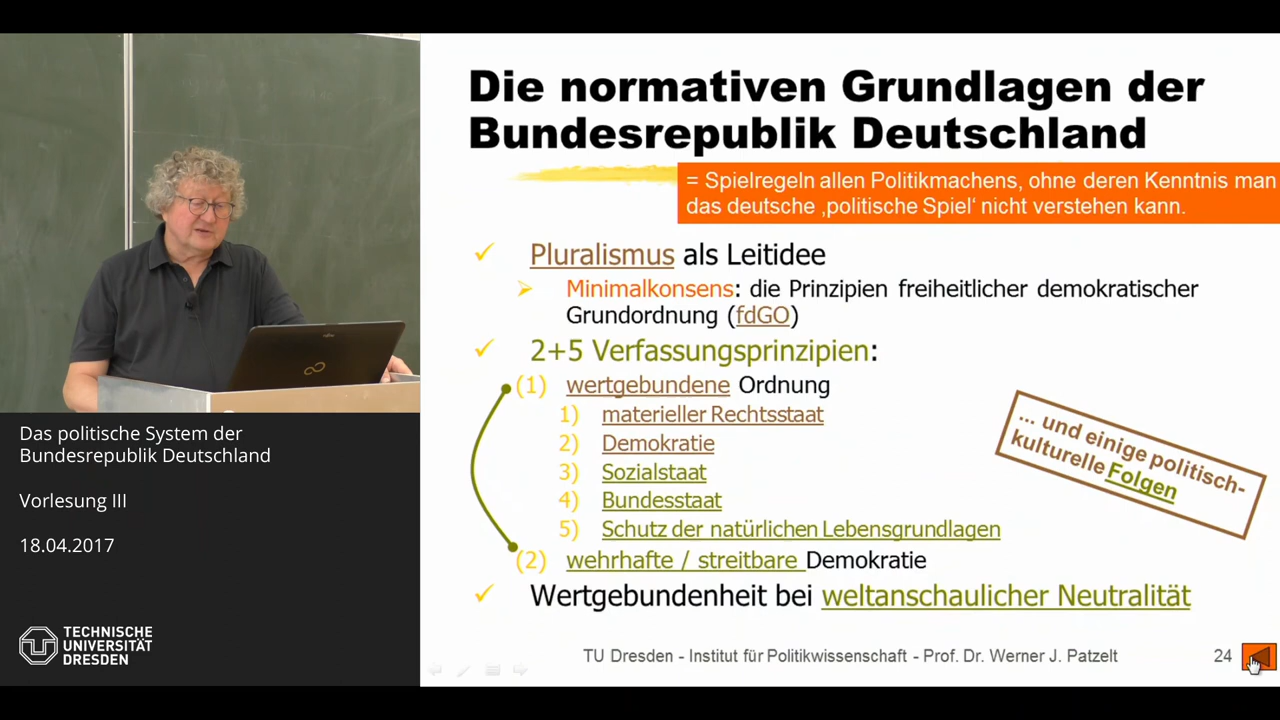 Die normativen Grundlagen der
Bundesrepublik Deutschland
= Spielregeln allen Politikmachens, ohne deren Kenntnis man
das deutsche ‚politische Spiel‘ nicht verstehen kann.
Pluralismus als Leitidee
Minimalkonsens: die Prinzipien freiheitlicher demokratischer
Grundordnung (fdGO)
2+5 Verfassungsprinzipien:
(1) wertgebundene Ordnung
1) materieller Rechtsstaat
2) Demokratie
3) Sozialstaat
4) Bundesstaat
5) Schutz der natürlichen Lebensgrundlagen
(2) wehrhafte / streitbare Demokratie
Wertgebundenheit bei weltanschaulicher Neutralität
... und einige politisch-
kulturelle Folgen
TU Dresden - Institut für Politikwissenschaft - Prof. Dr. Werner J. Patzelt 24
Das politische System der
Bundesrepublik Deutschland
Vorlesung III
18.04.2017
TECHNISCHE
UNIVERSITÄT
DRESDEN